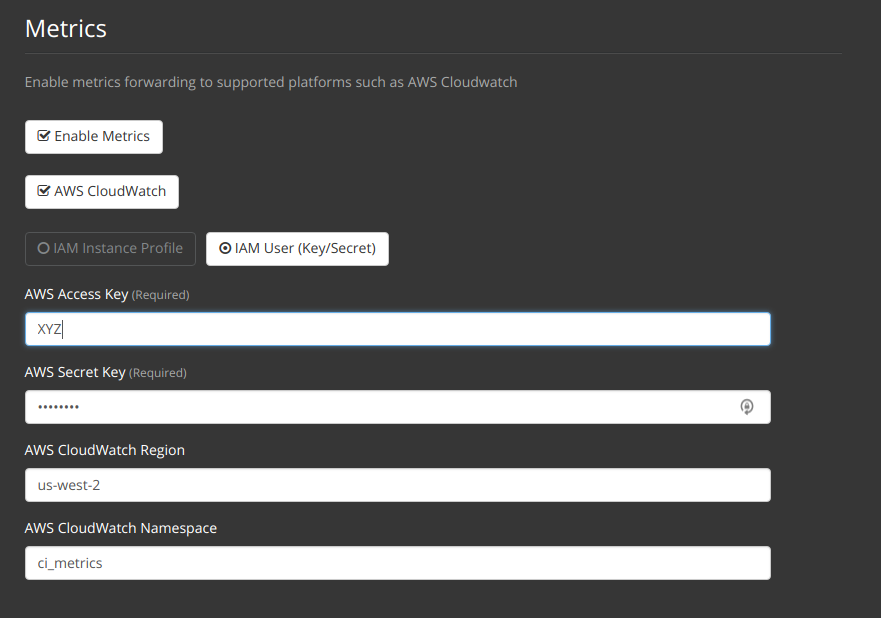 Metrics
Enable metrics forwarding to supported platforms such as AWS Cloudwatch
Enable Metrics
AWS CloudWatch
IAM Instance Profile IAM User (Key/Secret)
AWS Access Key (Required)
XYZ
AWS Secret Key (Required)
••••••••
AWS CloudWatch Region
us-west-2
AWS CloudWatch Namespace
ci_metrics